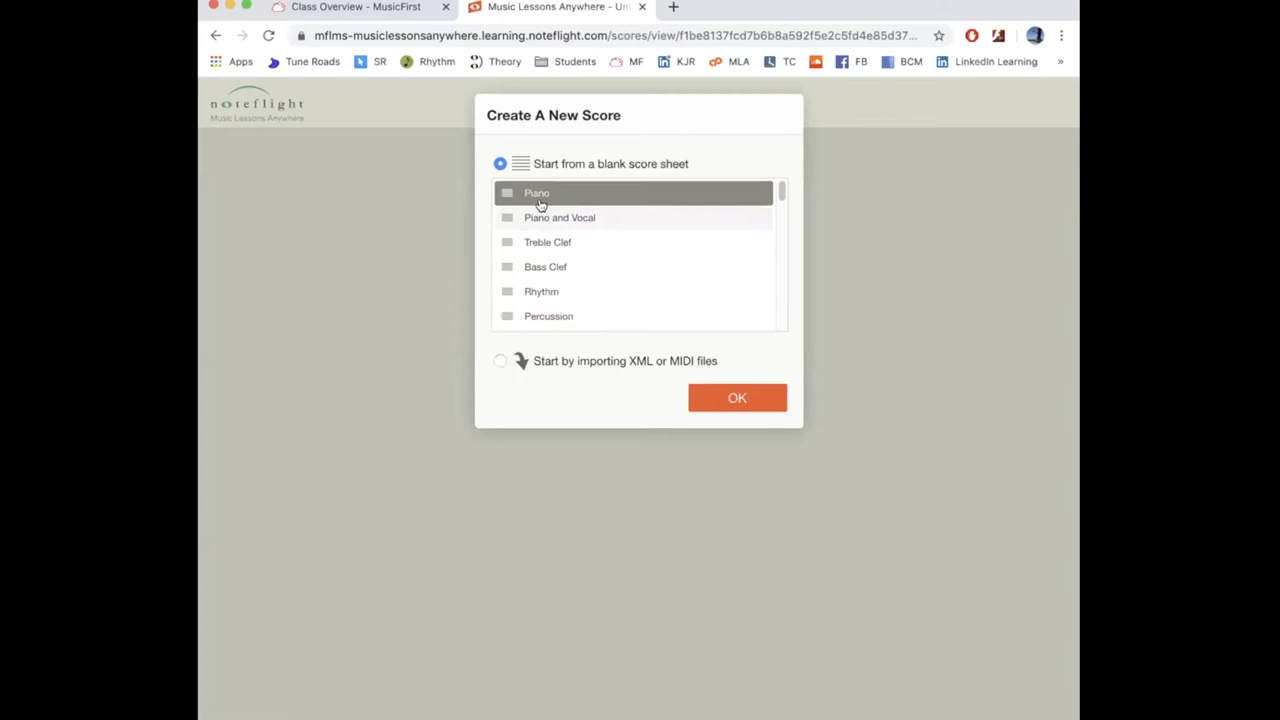 Class Overview - MusicFirst
Music Lessons Anywhere - Un
mflms-musiclessonsanywhere.learning.noteflight.com/scores/view/f1be8137fcd7b6b8a592f5e2c5fd4e85d37...
Apps Tune Roads SR Rhythm Theory Students MF KJR MLA TC FB BCM LinkedIn Learning »
noteflight
Music Lessons Anywhere
Create A New Score
Start from a blank score sheet
Piano
Piano and Vocal
Treble Clef
Bass Clef
Rhythm
Percussion
Start by importing XML or MIDI files
OK